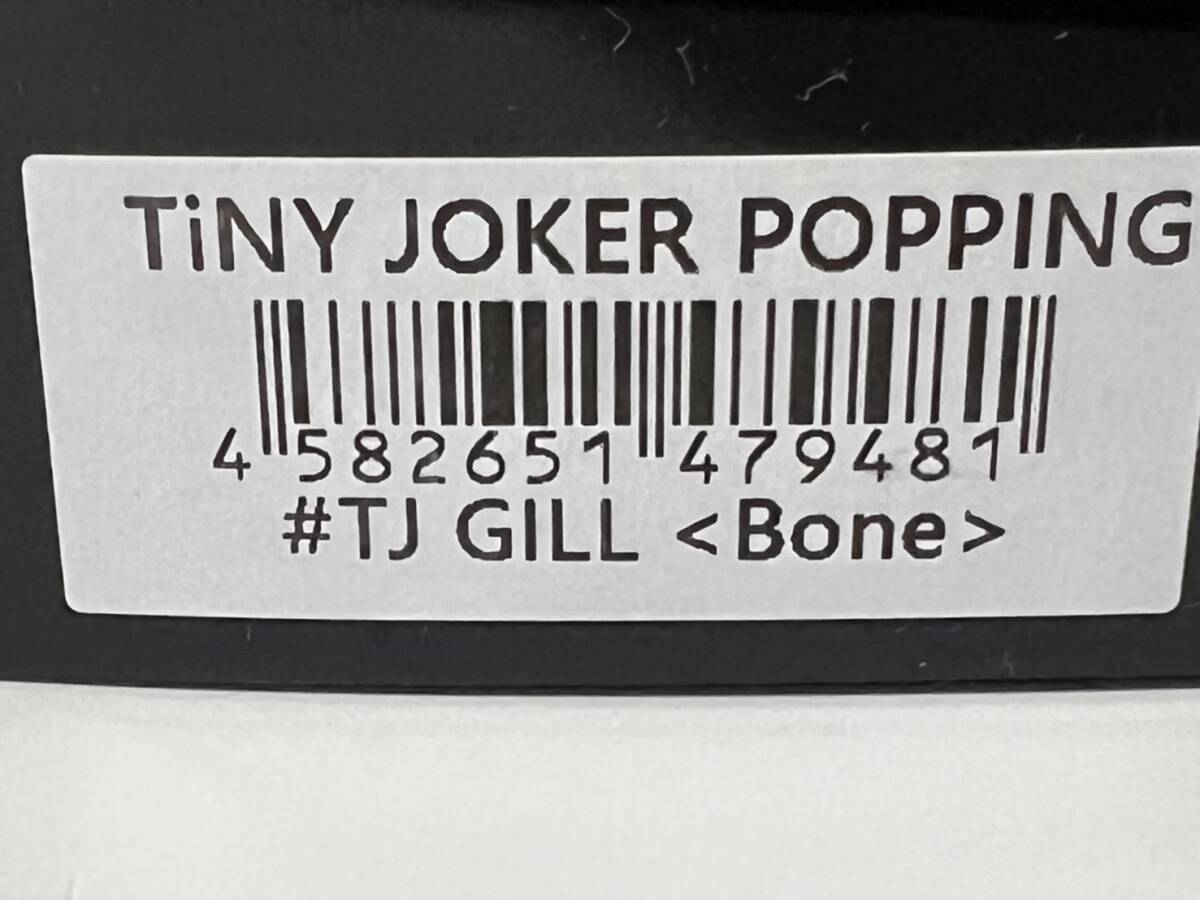 TiNY JOKER POPPING
4 582651 479481
#TJ GILL <Bone>